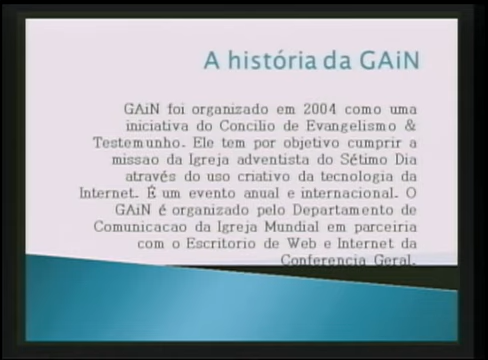 A história da GAiN
GAiN foi organizado em 2004 como uma
iniciativa do Concilio de Evangelismo &
Testemunho. Ele tem por objetivo cumprir a
missao da Igreja adventista do Sétimo Dia
através do uso criativo da tecnologia da
Internet. É um evento anual e internacional. O
GAiN é organizado pelo Departamento de
Comunicacao da Igreja Mundial em parceiria
com o Escritorio de Web e Internet da
Conferencia Geral.